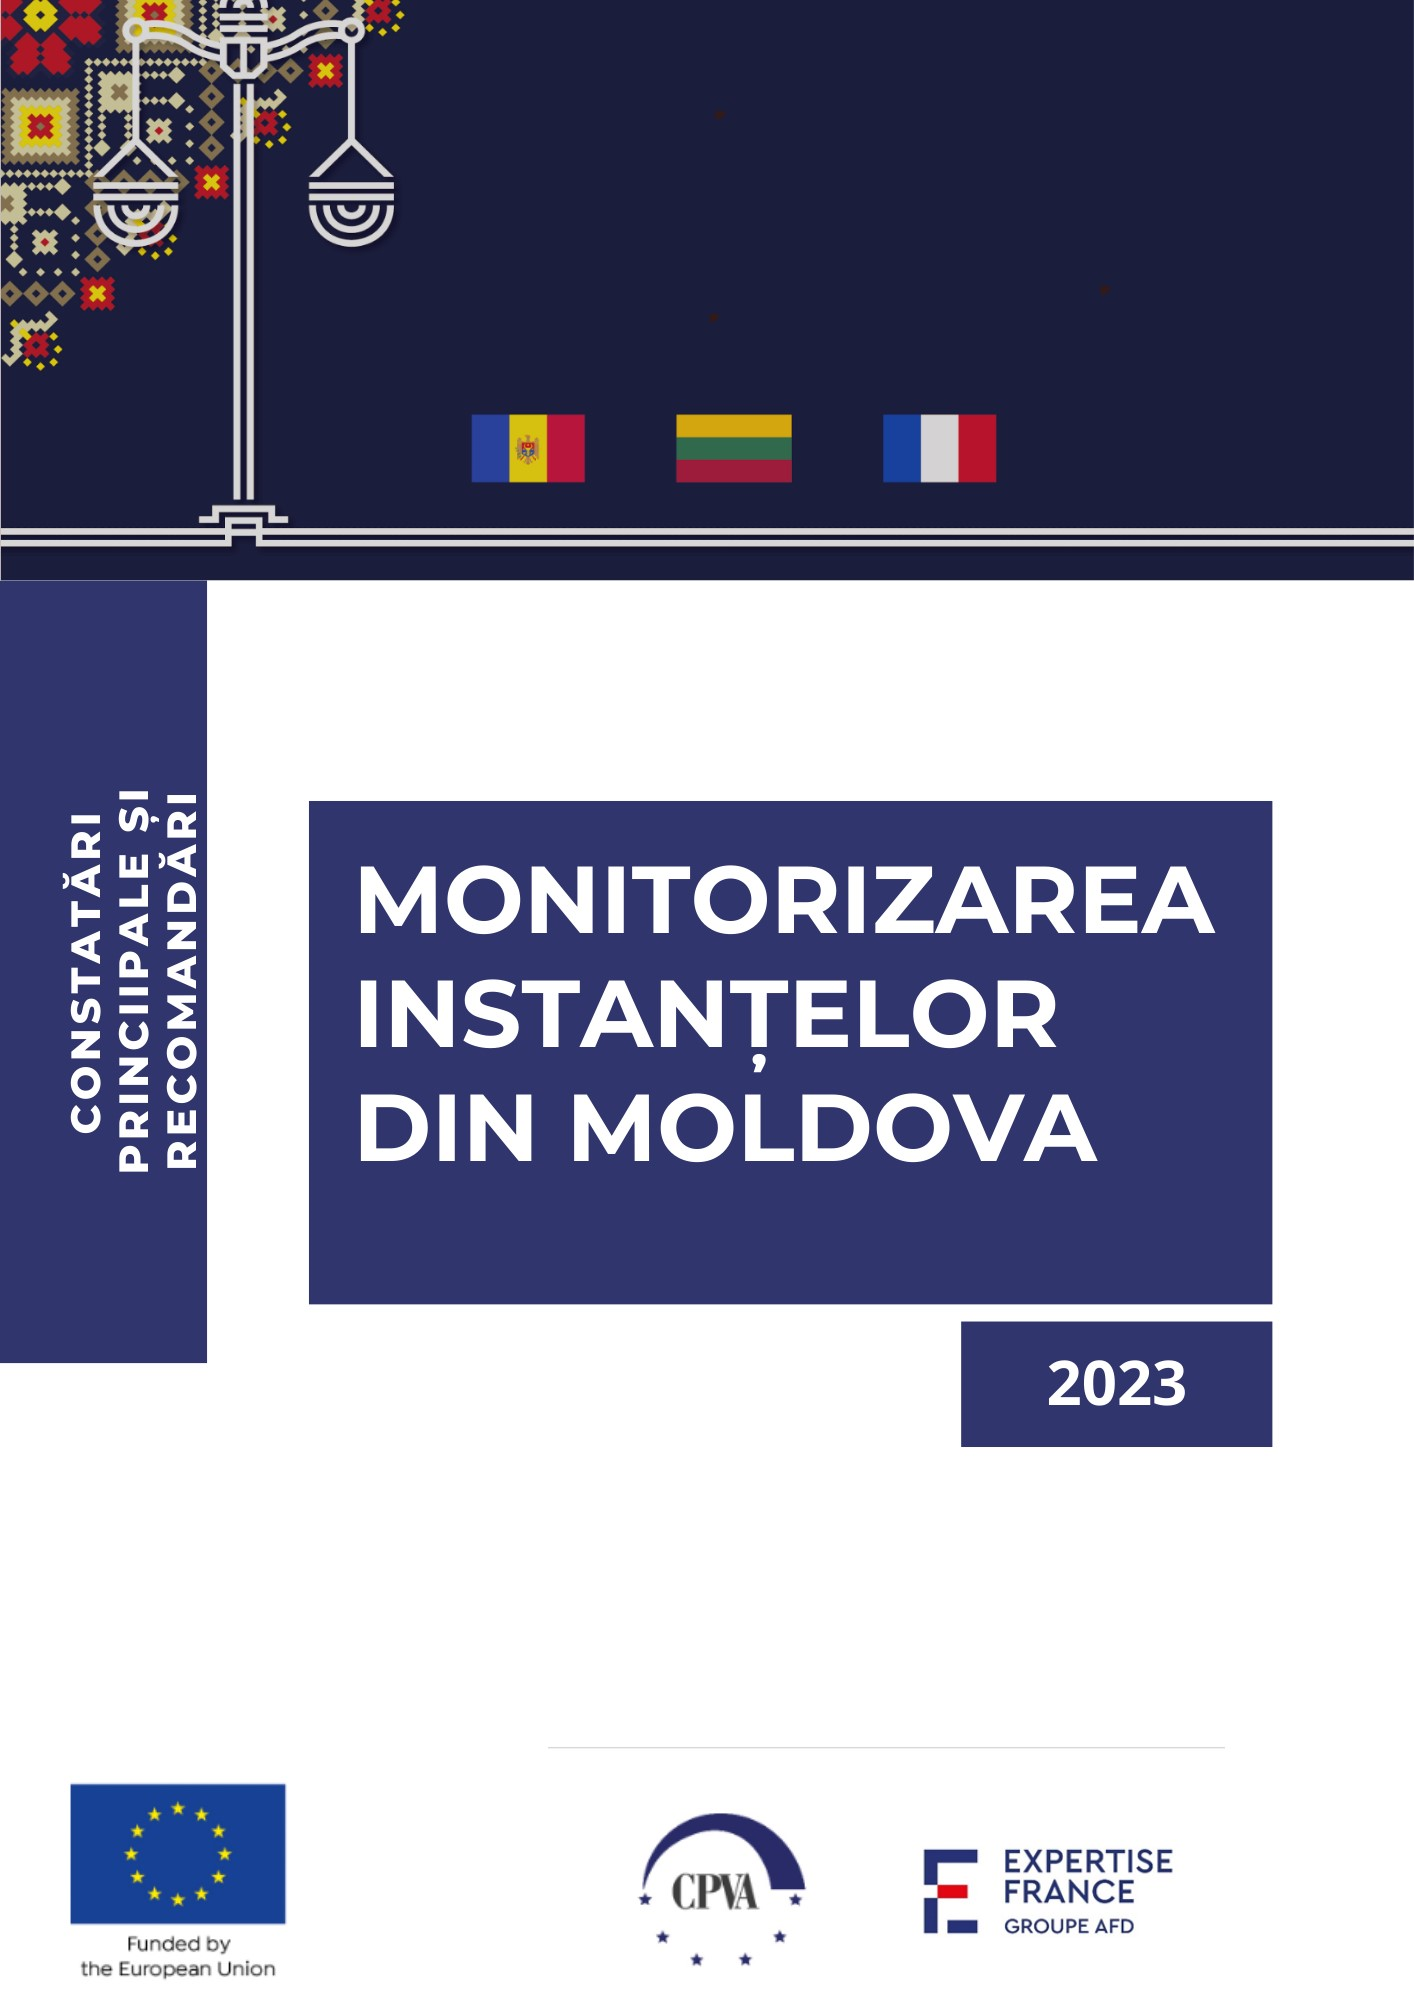 CONSTATĂRI
PRINCIIPALE ȘI
RECOMANDĂRI
MONITORIZAREA
INSTANȚELOR
DIN MOLDOVA
2023
Funded by
the European Union
CPVA
EXPERTISE
FRANCE
GROUPE AFD